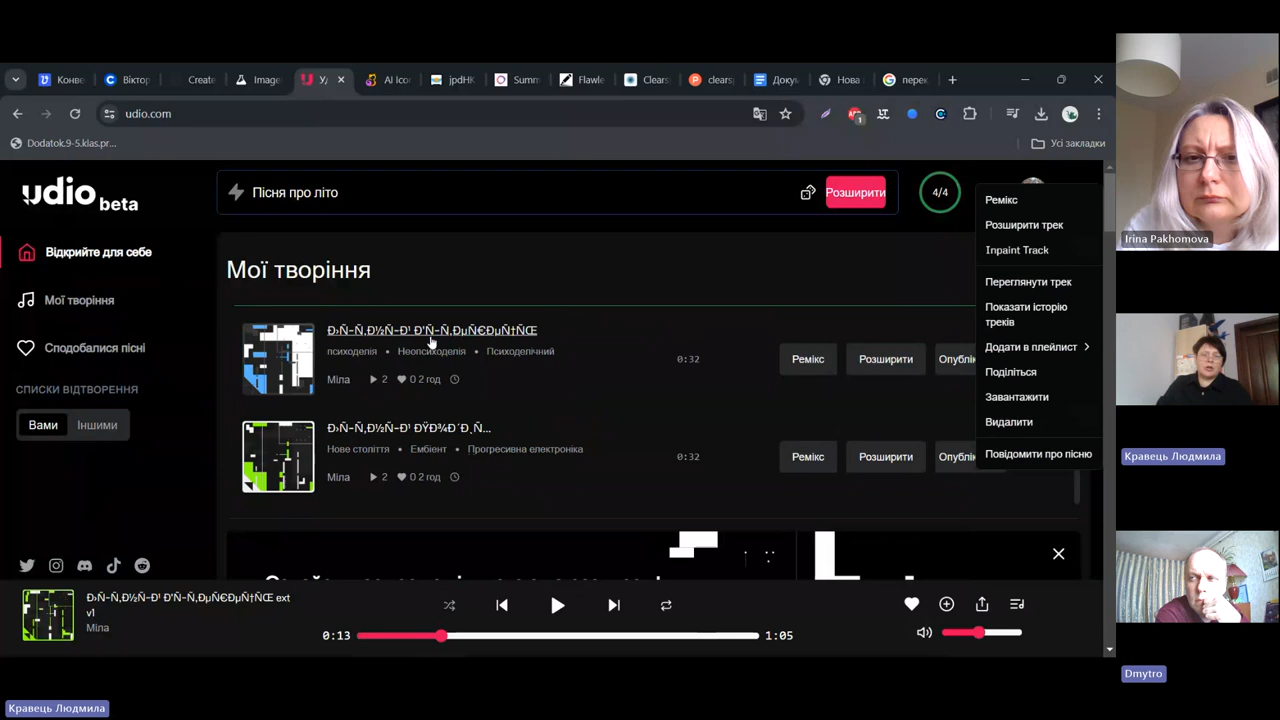 Конве
Віктор
Create
Image
Уд
AI Ico
jpdHK
Summ
Flawle
Clears
clears
Докум
Нова
перек
udio.com
Dodatok.9-5.klas.pr...
Усі закладки
udio beta
Пісня про літо
Розширити
4/4
Відкрийте для себе
Мої творіння
Сподобалися пісні
СПИСКИ ВІДТВОРЕННЯ
Вами
Іншими
Мої творіння
психоделія • Неопсиходелія • Психоделічний
Міла
2
0 2 год
0:32
Ремікс
Розширити
Опублік
Нове століття • Ембієнт • Прогресивна електроніка
Міла
2
0 2 год
0:32
Ремікс
Розширити
Опублік
Ремікс
Розширити трек
Inpaint Track
Переглянути трек
Показати історію
треків
Додати в плейлист
Поділіться
Завантажити
Видалити
Повідомити про пісню
ext
v1
Міла
0:13
1:05
Irina Pakhomova
Кравець Людмила
Dmytro
Кравець Людмила